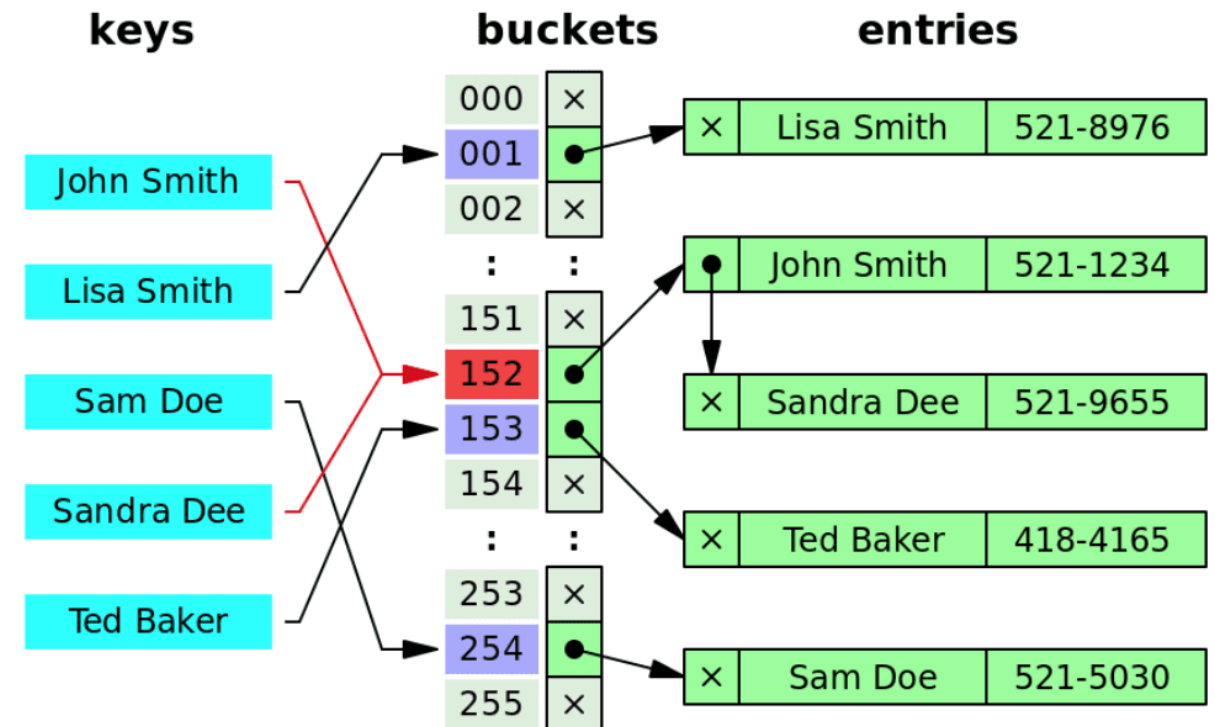 keys
buckets
entries
John Smith
Lisa Smith
Sam Doe
Sandra Dee
Ted Baker
000 ×
001
002 ×
: :
151 ×
152
153
154 ×
: :
253 ×
254
255 ×
× Lisa Smith 521-8976
John Smith 521-1234
× Sandra Dee 521-9655
× Ted Baker 418-4165
× Sam Doe 521-5030